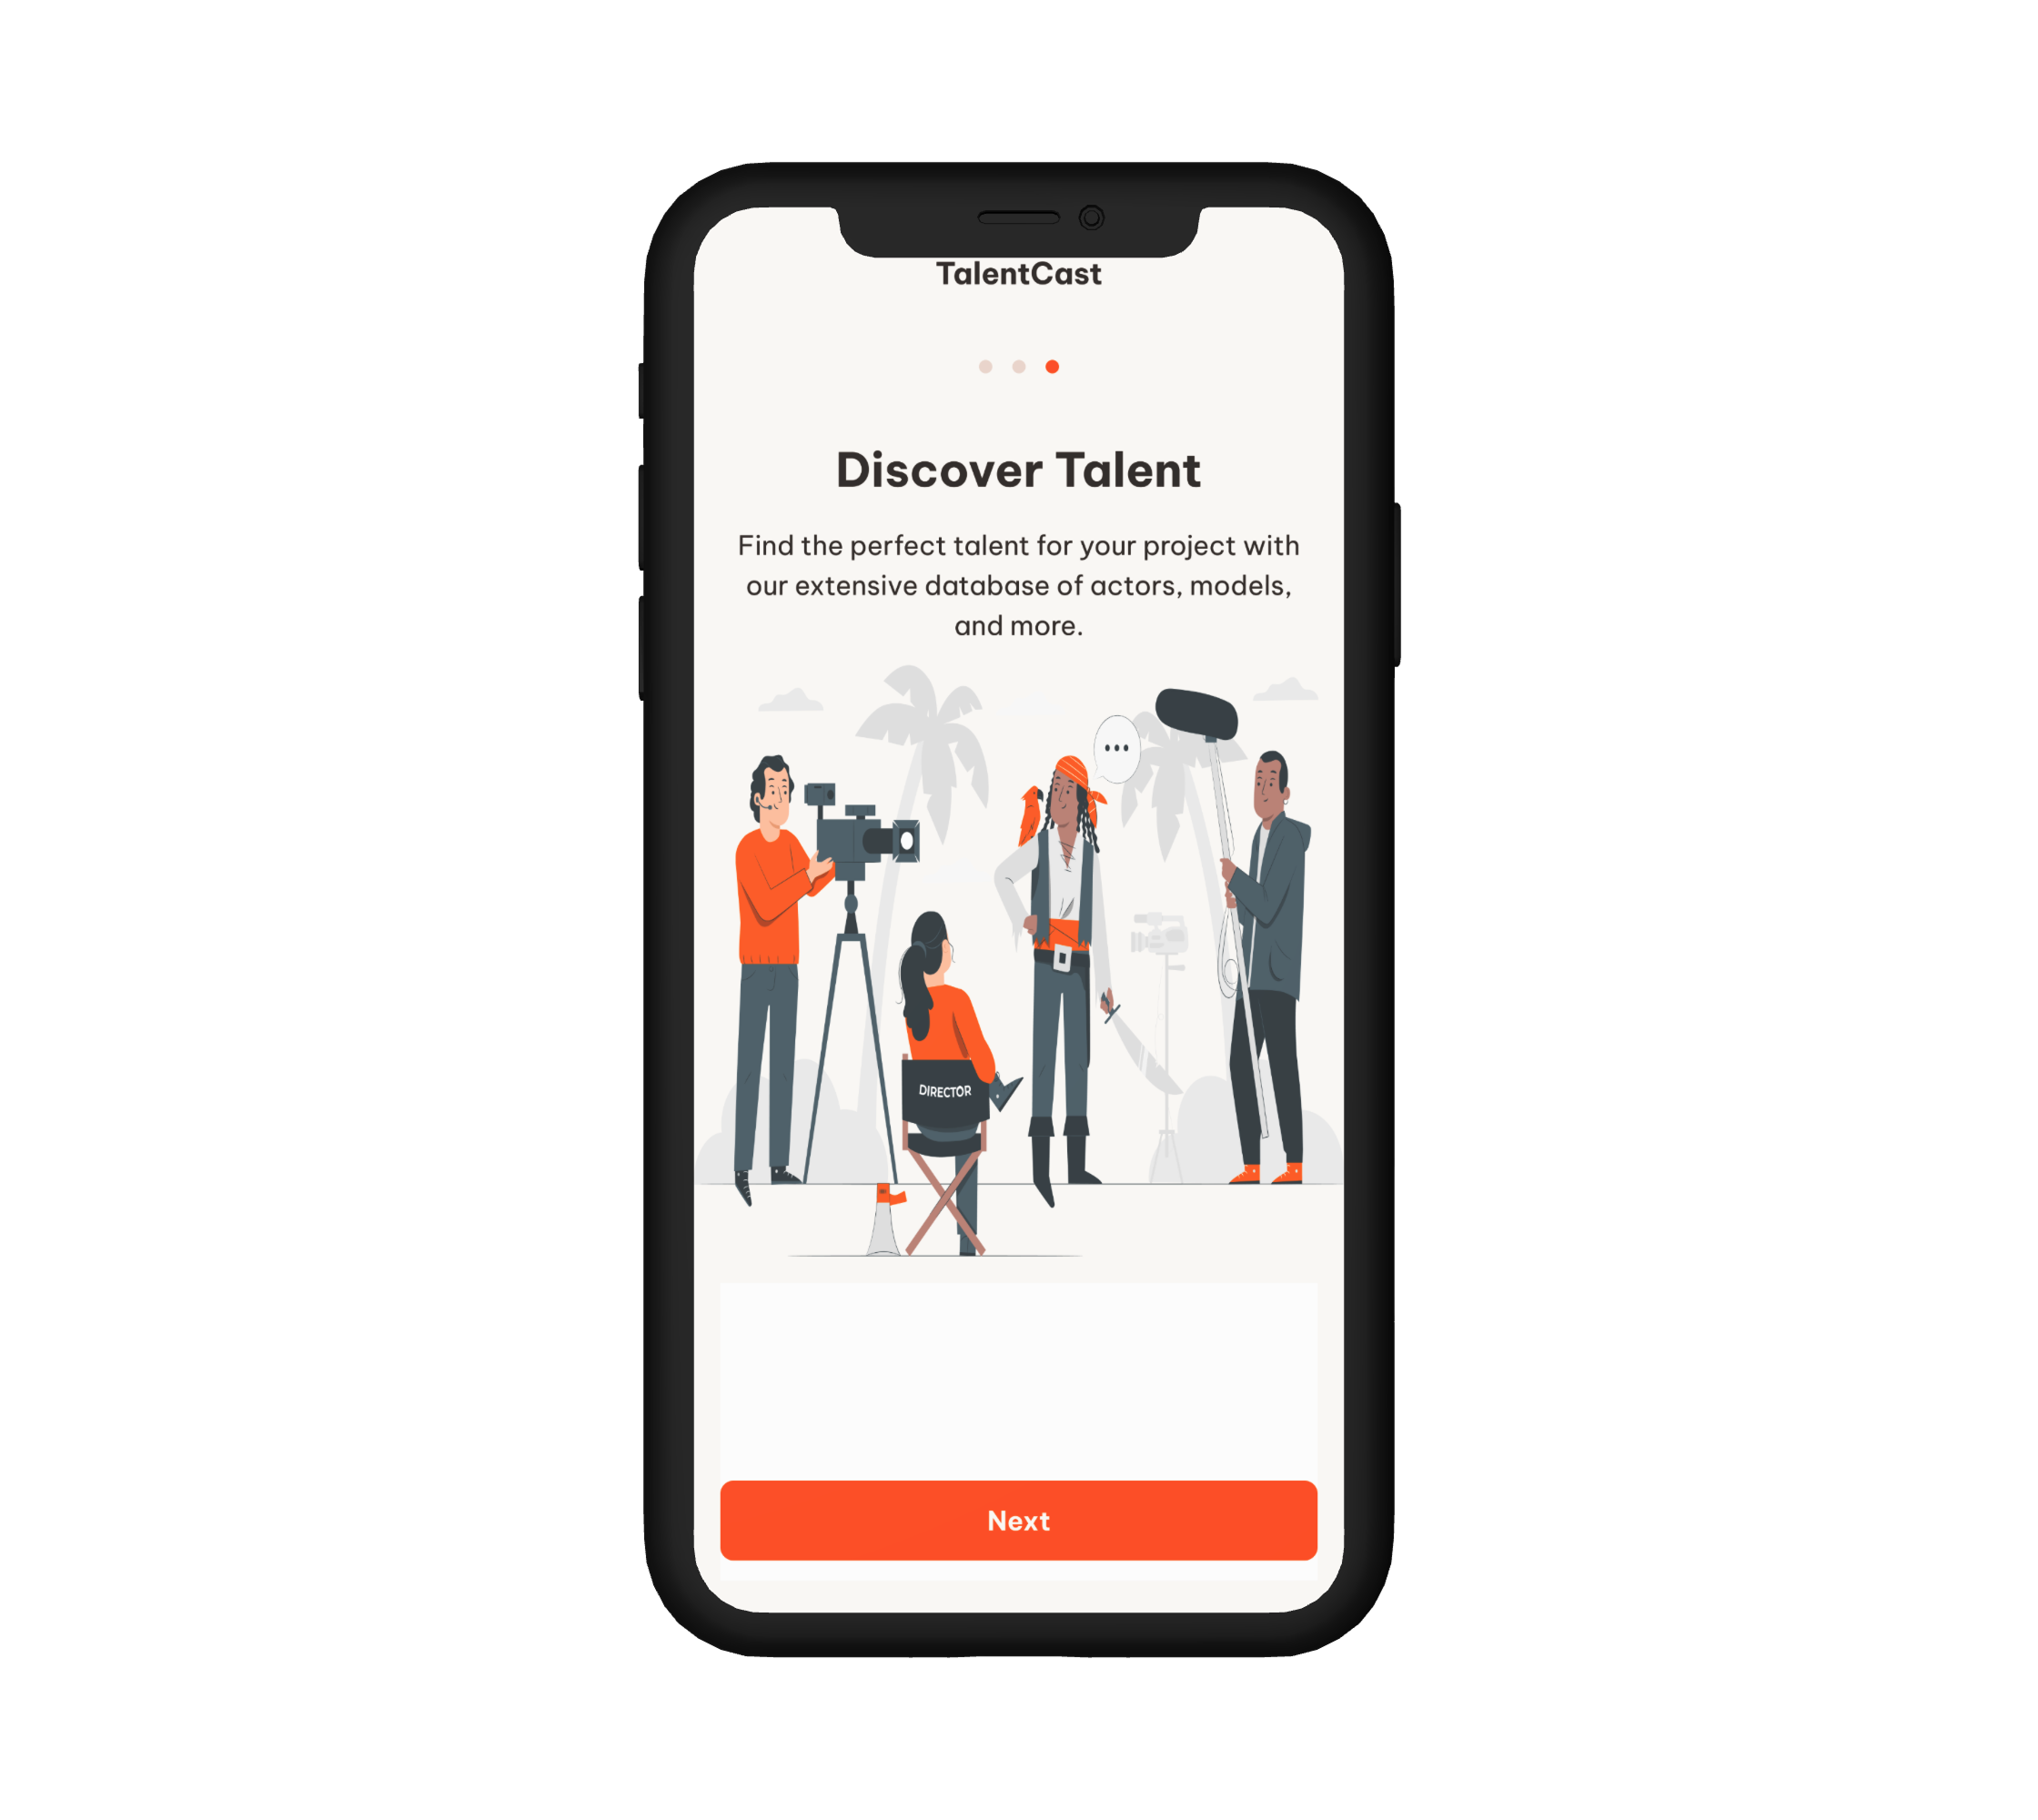 TalentCast
Discover Talent
Find the perfect talent for your project with
our extensive database of actors, models,
and more.
DIRECTOR
Next